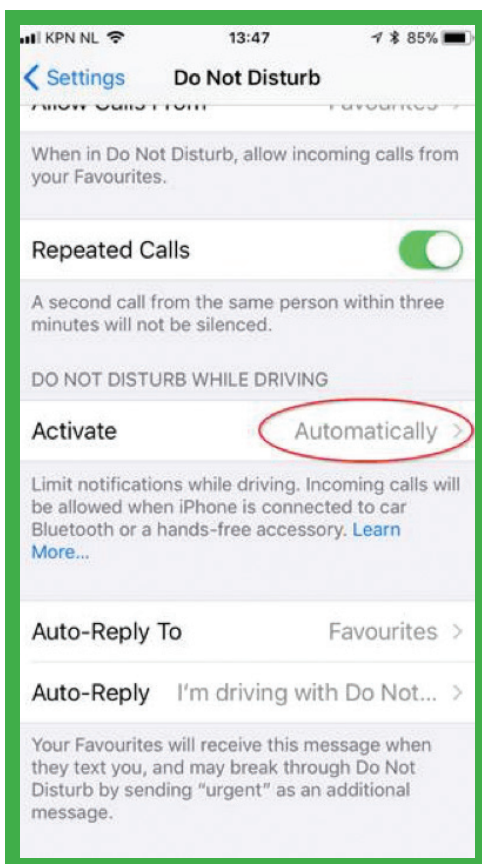 KPN NL 13:47 85%
Settings Do Not Disturb
Allow Calls From Favourites
When in Do Not Disturb, allow incoming calls from
your Favourites.
Repeated Calls
A second call from the same person within three
minutes will not be silenced.
DO NOT DISTURB WHILE DRIVING
Activate Automatically
Limit notifications while driving. Incoming calls will
be allowed when iPhone is connected to car
Bluetooth or a hands-free accessory. Learn
More...
Auto-Reply To Favourites
Auto-Reply I'm driving with Do Not...
Your Favourites will receive this message when
they text you, and may break through Do Not
Disturb by sending “urgent” as an additional
message.